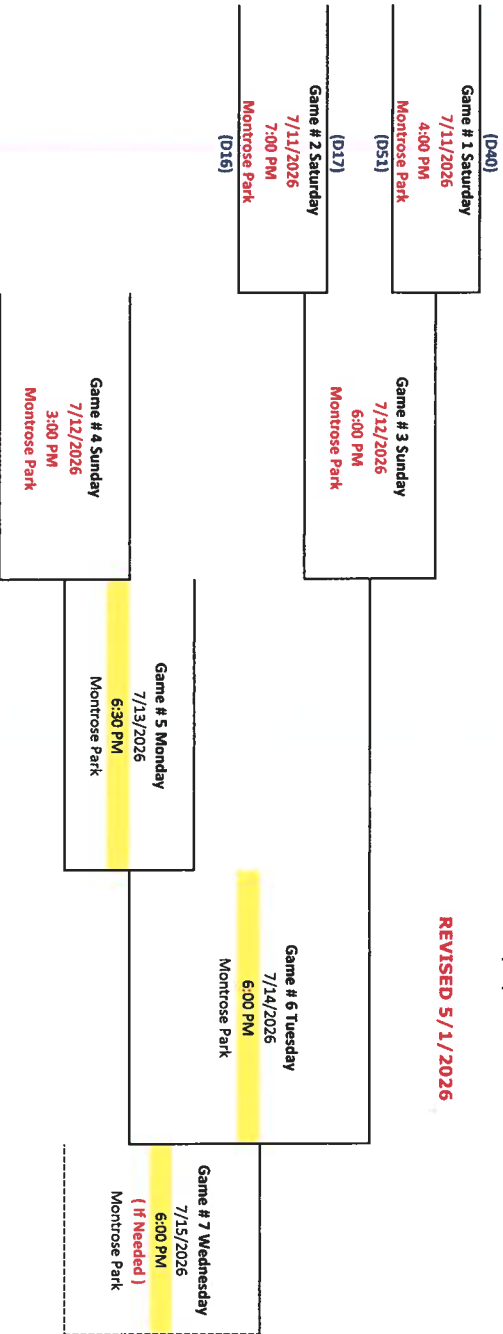 REVISED 5/1/2026
(D40)
Game # 1 Saturday
7/11/2026
4:00 PM
Montrose Park
(D51)
(D17)
Game # 2 Saturday
7/11/2026
7:00 PM
Montrose Park
(D16)
Game # 3 Sunday
7/12/2026
6:00 PM
Montrose Park
Game # 4 Sunday
7/12/2026
3:00 PM
Montrose Park
Game # 5 Monday
7/13/2026
6:30 PM
Montrose Park
Game # 6 Tuesday
7/14/2026
6:00 PM
Montrose Park
Game # 7 Wednesday
7/15/2026
6:00 PM
( If Needed )
Montrose Park